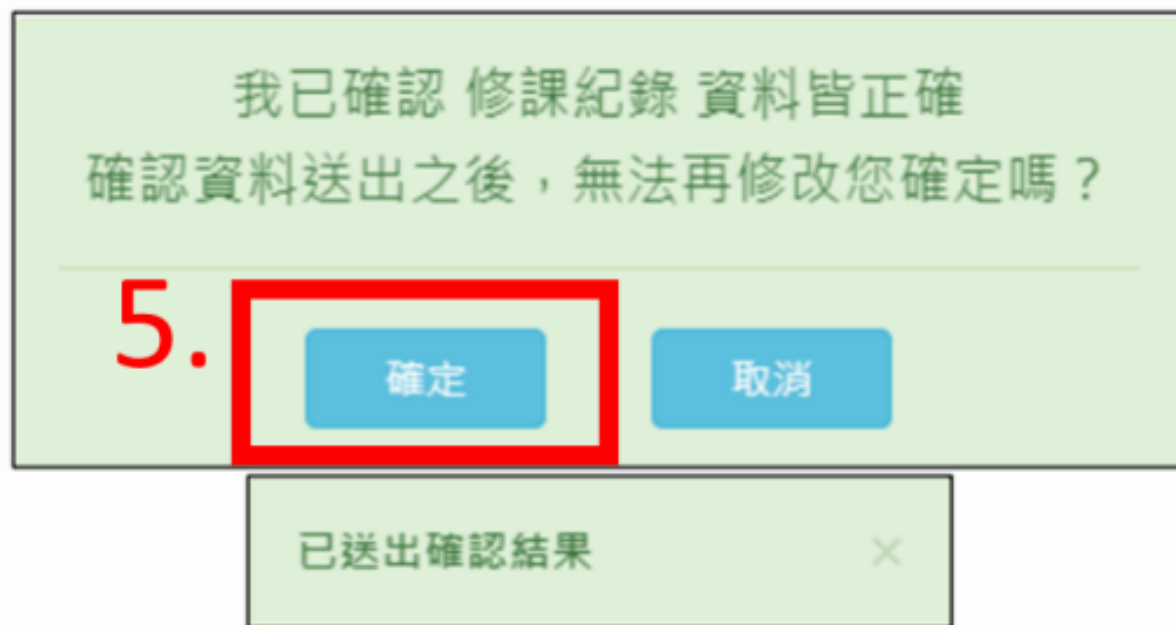 我已確認 修課紀錄 資料皆正確
確認資料送出之後，無法再修改您確定嗎？
5.
確定 取消
已送出確認結果 ×